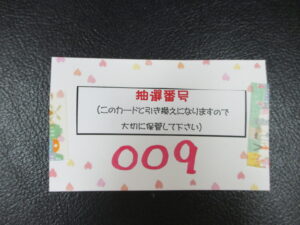 抽選番号
(このカードで引き換えになりますので
大切に保管して下さい)
009